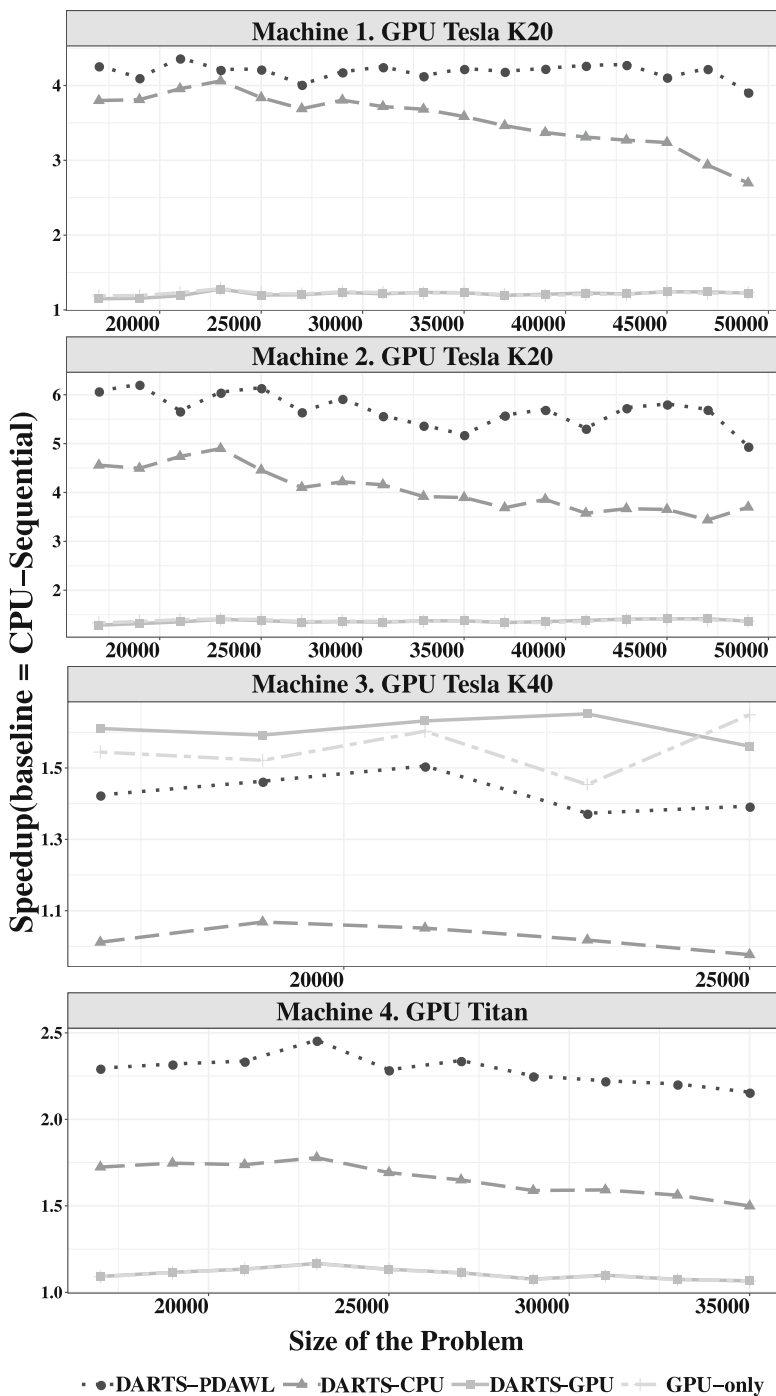 Machine 1. GPU Tesla K20
4
3
2
1
20000 25000 30000 35000 40000 45000 50000
Machine 2. GPU Tesla K20
6
5
4
3
2
20000 25000 30000 35000 40000 45000 50000
Speedup(baseline = CPU−Sequential)
Machine 3. GPU Tesla K40
1.5
1.3
1.1
20000 25000
Machine 4. GPU Titan
2.5
2.0
1.5
1.0
20000 25000 30000 35000
Size of the Problem
DARTS−PDAWL DARTS−CPU DARTS−GPU GPU−only